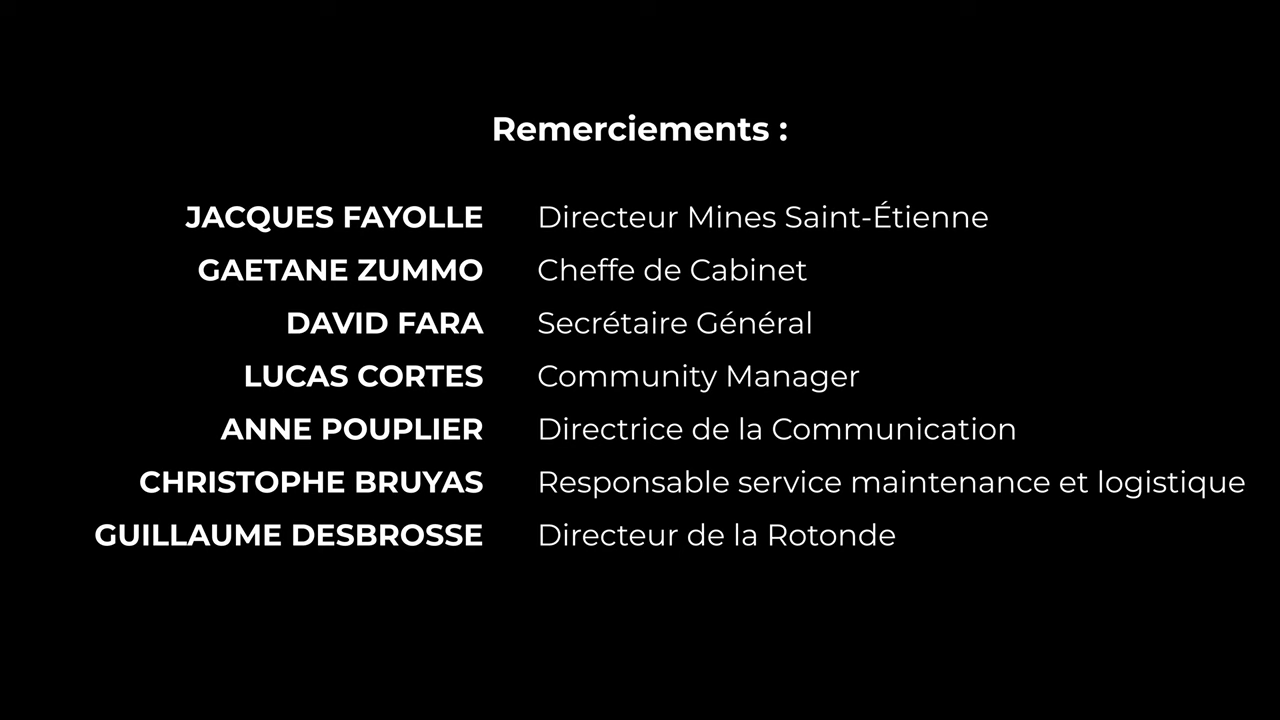 Remerciements :
JACQUES FAYOLLE Directeur Mines Saint-Étienne
GAETANE ZUMMO Cheffe de Cabinet
DAVID FARA Secrétaire Général
LUCAS CORTES Community Manager
ANNE POUPLIER Directrice de la Communication
CHRISTOPHE BRUYAS Responsable service maintenance et logistique
GUILLAUME DESBROSSE Directeur de la Rotonde